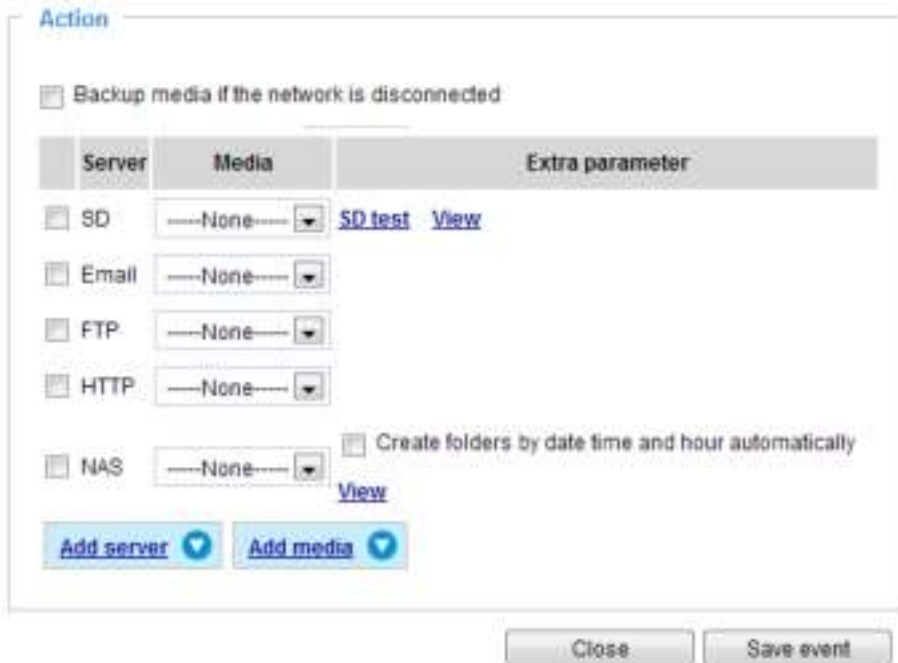 Action
Backup media if the network is disconnected
Server Media Extra parameter
SD -----None----- SD test View
Email -----None-----
FTP -----None-----
HTTP -----None-----
Create folders by date time and hour automatically
NAS -----None-----
View
Add server Add media
Close Save event